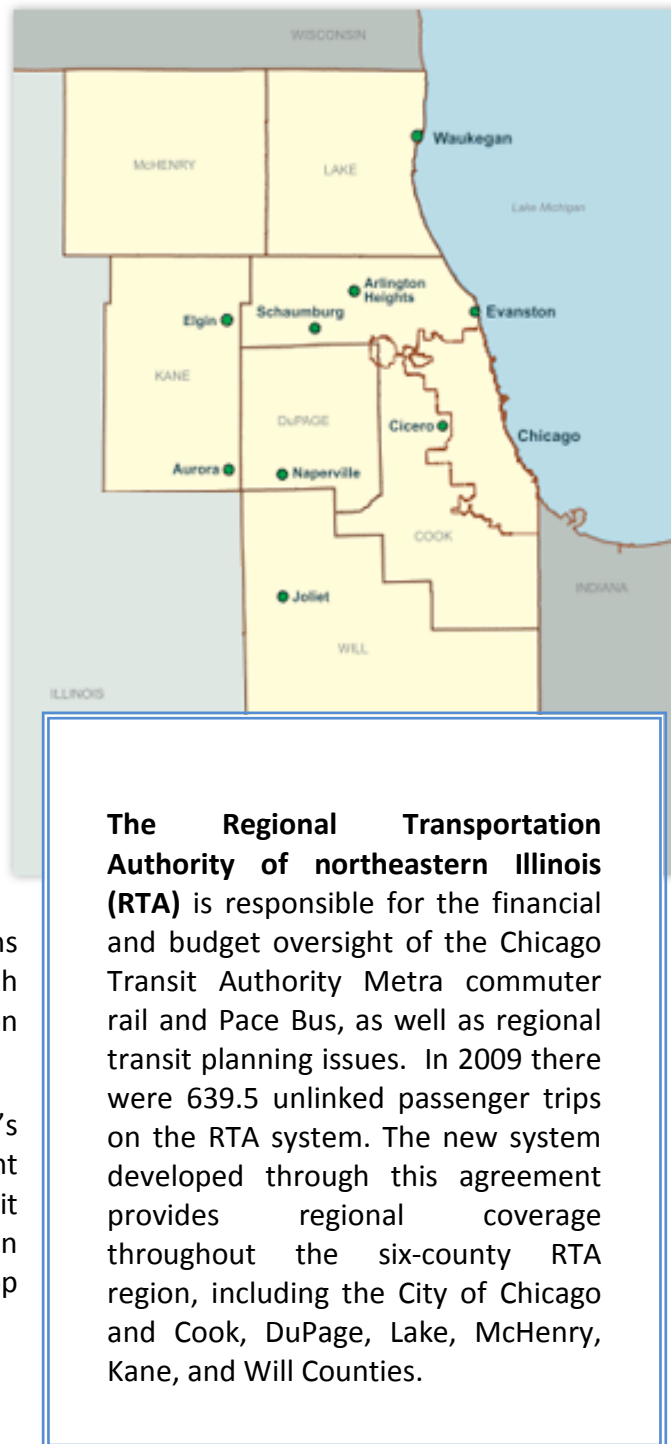 WISCONSIN
McHENRY
LAKE
Waukegan
Lake Michigan
Arlington
Heights
Elgin
Schaumburg
Evanston
KANE
DuPAGE
Cicero
Chicago
Aurora
Naperville
COOK
Joliet
INDIANA
WILL
ILLINOIS
The Regional Transportation
Authority of northeastern Illinois
(RTA) is responsible for the financial
and budget oversight of the Chicago
Transit Authority Metra commuter
rail and Pace Bus, as well as regional
transit planning issues. In 2009 there
were 639.5 unlinked passenger trips
on the RTA system. The new system
developed through this agreement
provides regional coverage
throughout the six-county RTA
region, including the City of Chicago
and Cook, DuPage, Lake, McHenry,
Kane, and Will Counties.